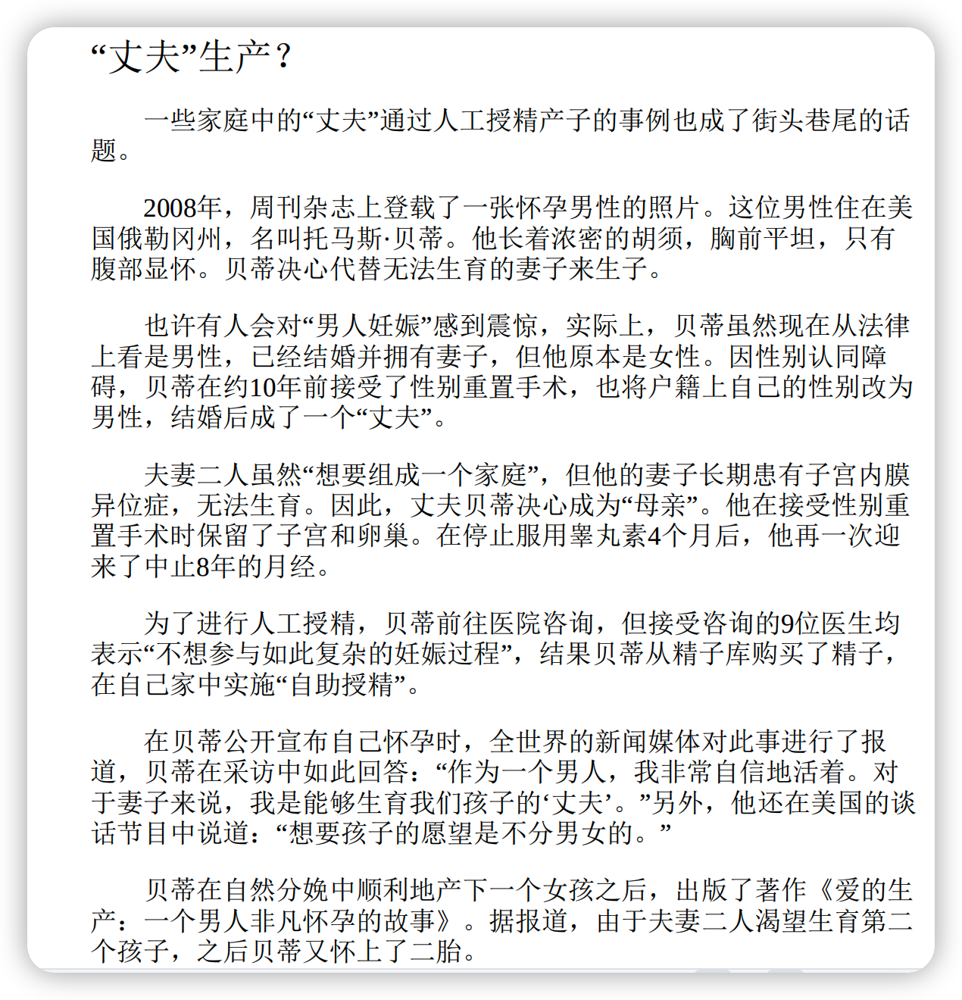 “丈夫”生产？
一些家庭中的“丈夫”通过人工授精产子的事例也成了街头巷尾的话
题。
2008年，周刊杂志上登载了一张怀孕男性的照片。这位男性住在美
国俄勒冈州，名叫托马斯·贝蒂。他长着浓密的胡须，胸前平坦，只有
腹部显怀。贝蒂决心代替无法生育的妻子来生子。
也许有人会对“男人妊娠”感到震惊，实际上，贝蒂虽然现在从法律
上看是男性，已经结婚并拥有妻子，但他原本是女性。因性别认同障
碍，贝蒂在约10年前接受了性别重置手术，也将户籍上自己的性别改为
男性，结婚后成了一个“丈夫”。
夫妻二人虽然“想要组成一个家庭”，但他的妻子长期患有子宫内膜
异位症，无法生育。因此，丈夫贝蒂决心成为“母亲”。他在接受性别重
置手术时保留了子宫和卵巢。在停止服用睾丸素4个月后，他再一次迎
来了中止8年的月经。
为了进行人工授精，贝蒂前往医院咨询，但接受咨询的9位医生均
表示“不想参与如此复杂的妊娠过程”，结果贝蒂从精子库购买了精子，
在自己家中实施“自助授精”。
在贝蒂公开宣布自己怀孕时，全世界的新闻媒体对此事进行了报
道，贝蒂在采访中如此回答：“作为一个男人，我非常自信地活着。对
于妻子来说，我是能够生育我们孩子的‘丈夫’。”另外，他还在美国的谈
话节目中说道：“想要孩子的愿望是不分男女的。”
贝蒂在自然分娩中顺利地产下一个女孩之后，出版了著作《爱的生
产：一个男人非凡怀孕的故事》。据报道，由于夫妻二人渴望生育第二
个孩子，之后贝蒂又怀上了二胎。